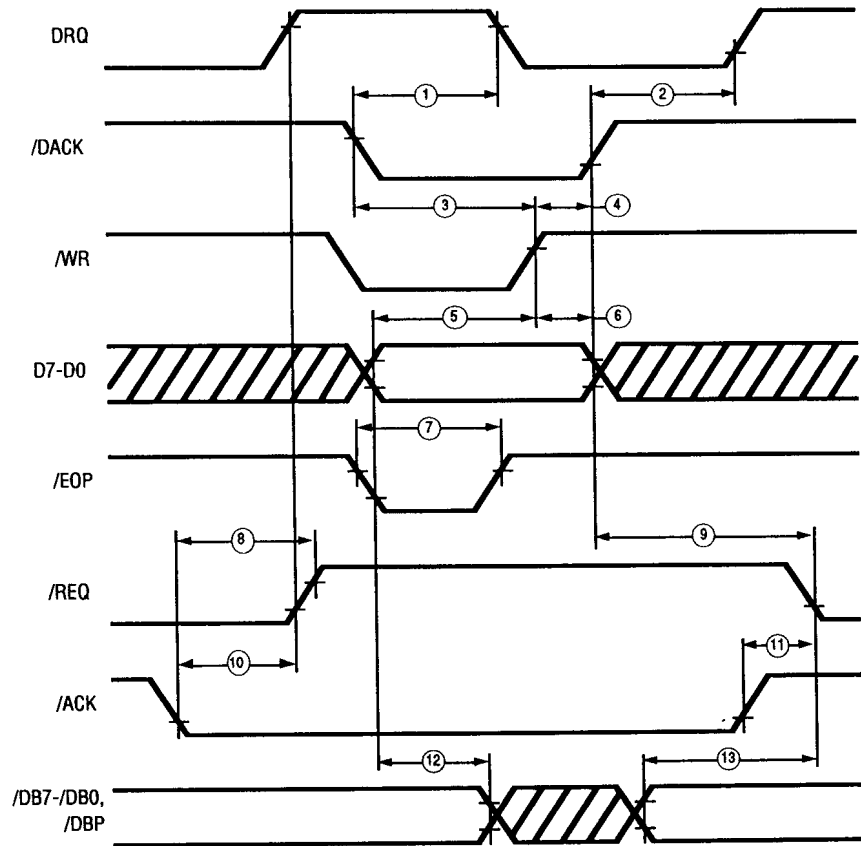 DRQ
1
2
/DACK
3
4
/WR
5
6
D7-D0
7
/EOP
8
9
/REQ
10
11
/ACK
12
13
/DB7-/DB0,
/DBP